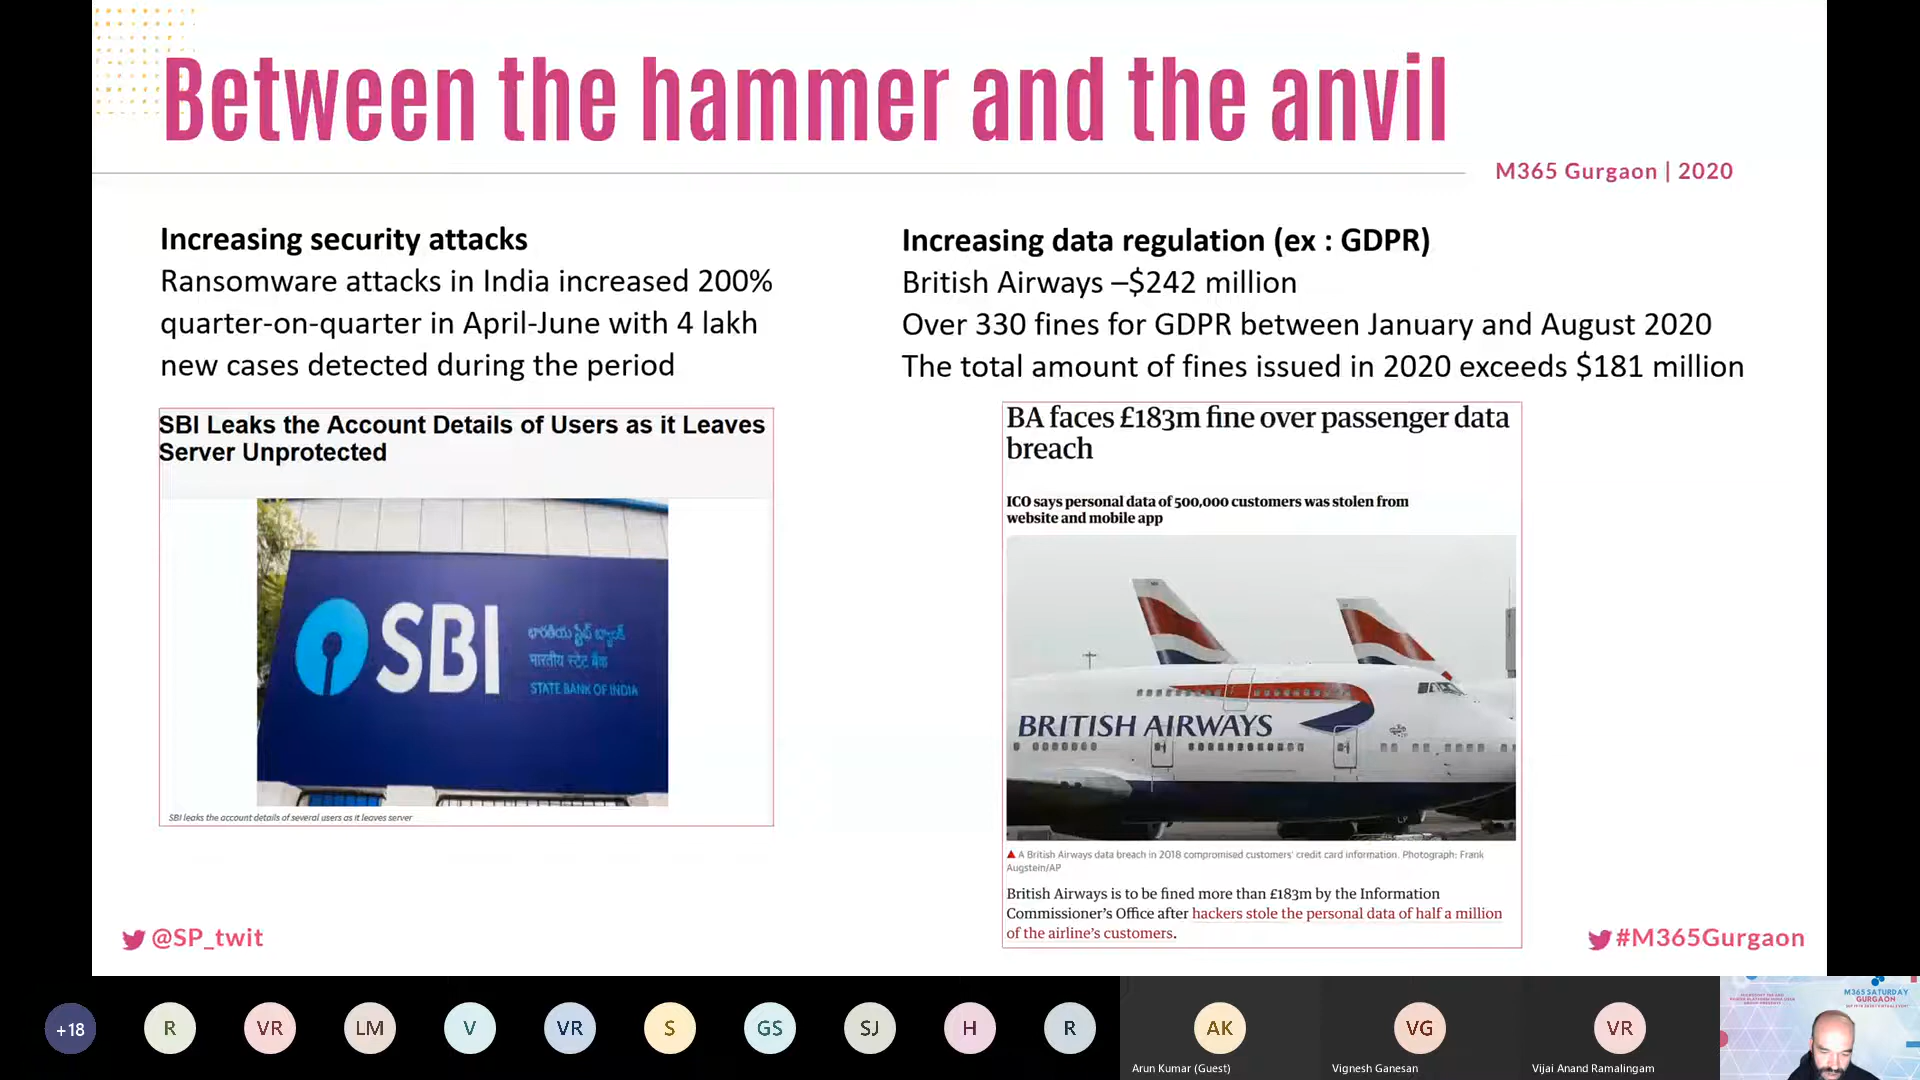 Between the hammer and the anvil
M365 Gurgaon | 2020
Increasing security attacks
Ransomware attacks in India increased 200%
quarter-on-quarter in April-June with 4 lakh
new cases detected during the period
SBI Leaks the Account Details of Users as it Leaves
Server Unprotected
SBI
భారతీయ స్టేట్ బ్యాంక్
भारतीय स्टेट बैंक
STATE BANK OF INDIA
SBI leaks the account details of several users as it leaves server
Increasing data regulation (ex : GDPR)
British Airways –$242 million
Over 330 fines for GDPR between January and August 2020
The total amount of fines issued in 2020 exceeds $181 million
BA faces £183m fine over passenger data
breach
ICO says personal data of 500,000 customers was stolen from
website and mobile app
BRITISH AIRWAYS
A British Airways data breach in 2018 compromised customers' credit card information. Photograph: Frank
Augstein/AP
British Airways is to be fined more than £183m by the Information
Commissioner's Office after hackers stole the personal data of half a million
of the airline's customers.
@SP_twit
#M365Gurgaon
+18
R
VR
LM
V
VR
S
GS
SJ
H
R
AK
Arun Kumar (Guest)
VG
Vignesh Ganesan
VR
Vijai Anand Ramalingam
M365 SATURDAY
GURGAON